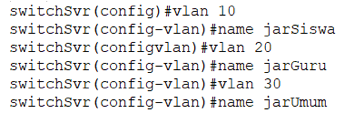 switchSvr(config)#vlan 10
switchSvr(config-vlan)#name jarSiswa
switchSvr(configvlan)#vlan 20
switchSvr(config-vlan)#name jarGuru
switchSvr(config-vlan)#vlan 30
switchSvr(config-vlan)#name jarUmum